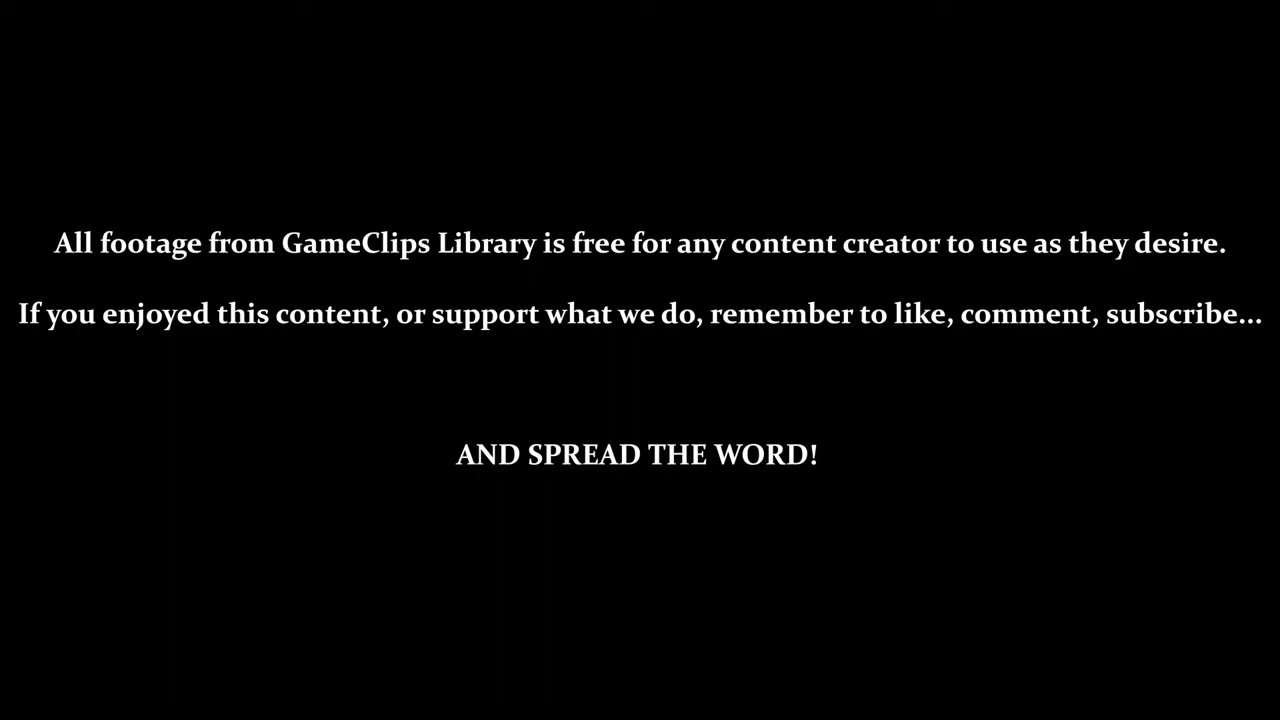 All footage from GameClips Library is free for any content creator to use as they desire.
If you enjoyed this content, or support what we do, remember to like, comment, subscribe...
AND SPREAD THE WORD!